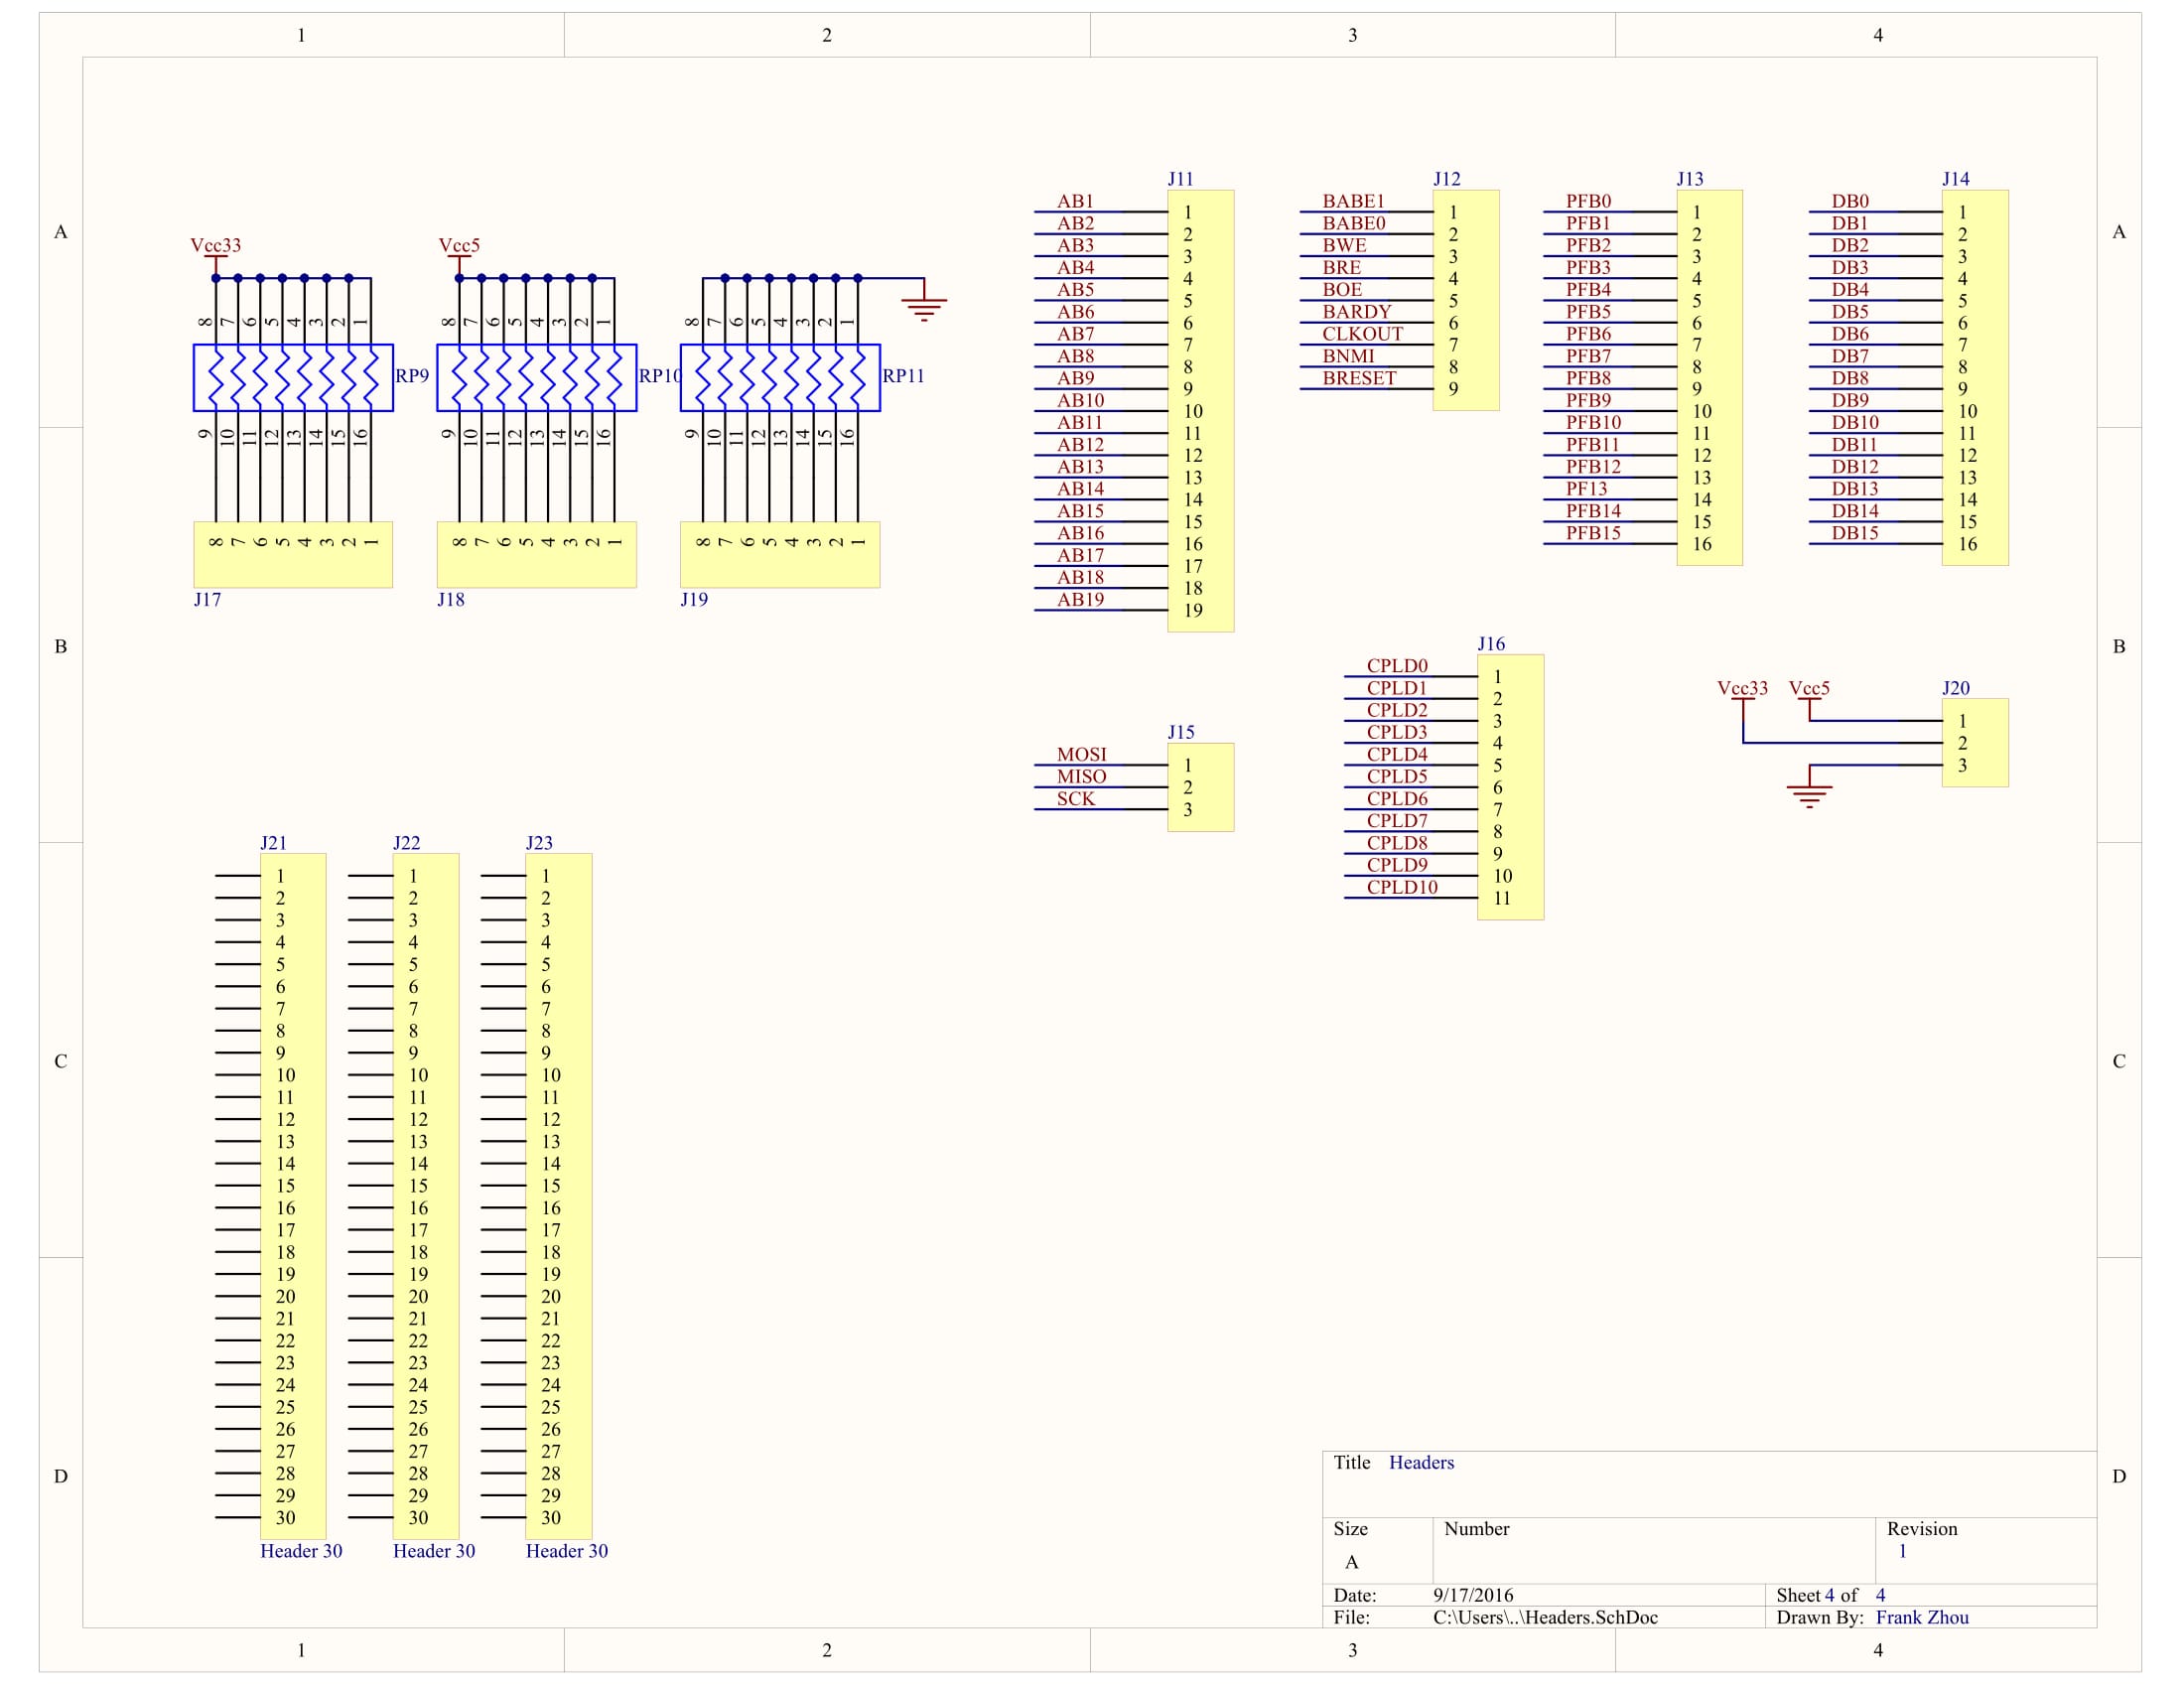 1 2 3 4
A A
B B
C C
D D
Vcc33
8 7 6 5 4 3 2 1
RP9
9 10 11 12 13 14 15 16
8 7 6 5 4 3 2 1
J17
Vcc5
8 7 6 5 4 3 2 1
RP10
9 10 11 12 13 14 15 16
8 7 6 5 4 3 2 1
J18
8 7 6 5 4 3 2 1
RP11
9 10 11 12 13 14 15 16
8 7 6 5 4 3 2 1
J19
J11
AB1 1
AB2 2
AB3 3
AB4 4
AB5 5
AB6 6
AB7 7
AB8 8
AB9 9
AB10 10
AB11 11
AB12 12
AB13 13
AB14 14
AB15 15
AB16 16
AB17 17
AB18 18
AB19 19
J12
BABE1 1
BABE0 2
BWE 3
BRE 4
BOE 5
BARDY 6
CLKOUT 7
BNMI 8
BRESET 9
J13
PFB0 1
PFB1 2
PFB2 3
PFB3 4
PFB4 5
PFB5 6
PFB6 7
PFB7 8
PFB8 9
PFB9 10
PFB10 11
PFB11 12
PFB12 13
PF13 14
PFB14 15
PFB15 16
J14
DB0 1
DB1 2
DB2 3
DB3 4
DB4 5
DB5 6
DB6 7
DB7 8
DB8 9
DB9 10
DB10 11
DB11 12
DB12 13
DB13 14
DB14 15
DB15 16
J15
MOSI 1
MISO 2
SCK 3
J16
CPLD0 1
CPLD1 2
CPLD2 3
CPLD3 4
CPLD4 5
CPLD5 6
CPLD6 7
CPLD7 8
CPLD8 9
CPLD9 10
CPLD10 11
Vcc33 Vcc5 J20
1
2
3
J21 J22 J23
1 1 1
2 2 2
3 3 3
4 4 4
5 5 5
6 6 6
7 7 7
8 8 8
9 9 9
10 10 10
11 11 11
12 12 12
13 13 13
14 14 14
15 15 15
16 16 16
17 17 17
18 18 18
19 19 19
20 20 20
21 21 21
22 22 22
23 23 23
24 24 24
25 25 25
26 26 26
27 27 27
28 28 28
29 29 29
30 30 30
Header 30 Header 30 Header 30
Title Headers
Size Number Revision
A 1
Date: 9/17/2016 Sheet 4 of 4
File: C:\Users\..\Headers.SchDoc Drawn By: Frank Zhou
1 2 3 4